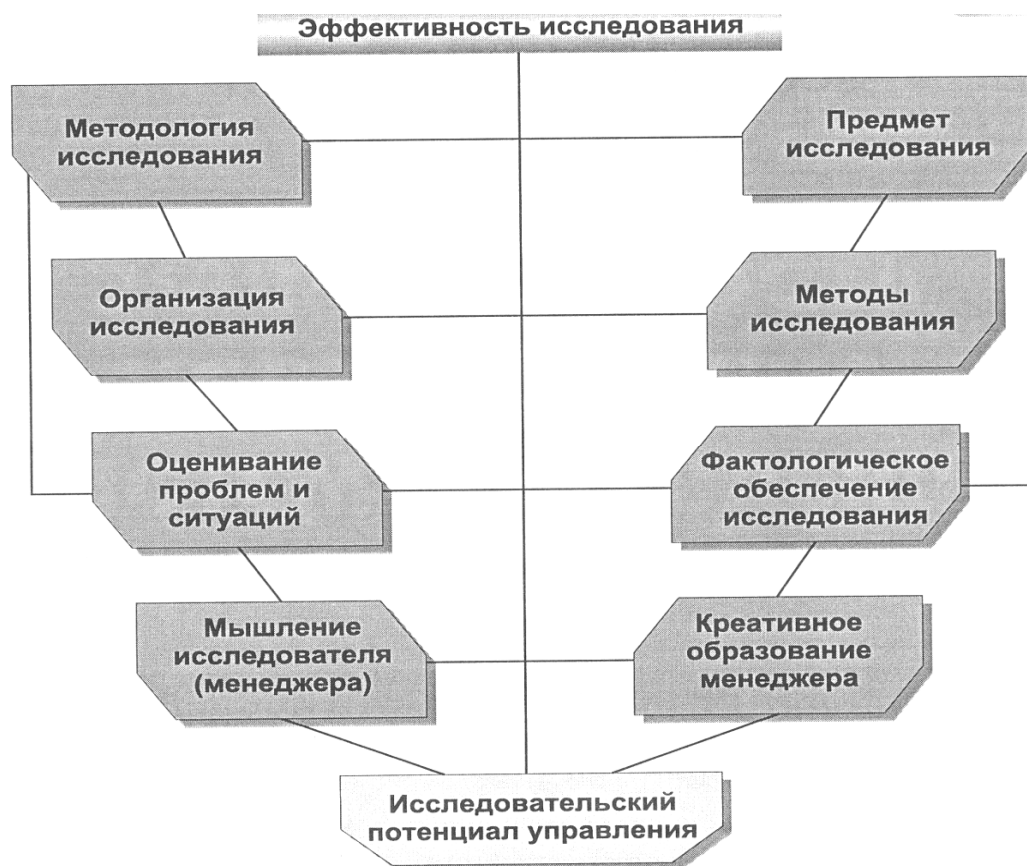 Эффективность исследования
Методология
исследования
Предмет
исследования
Организация
исследования
Методы
исследования
Оценивание
проблем и
ситуаций
Фактологическое
обеспечение
исследования
Мышление
исследователя
(менеджера)
Креативное
образование
менеджера
Исследовательский
потенциал управления